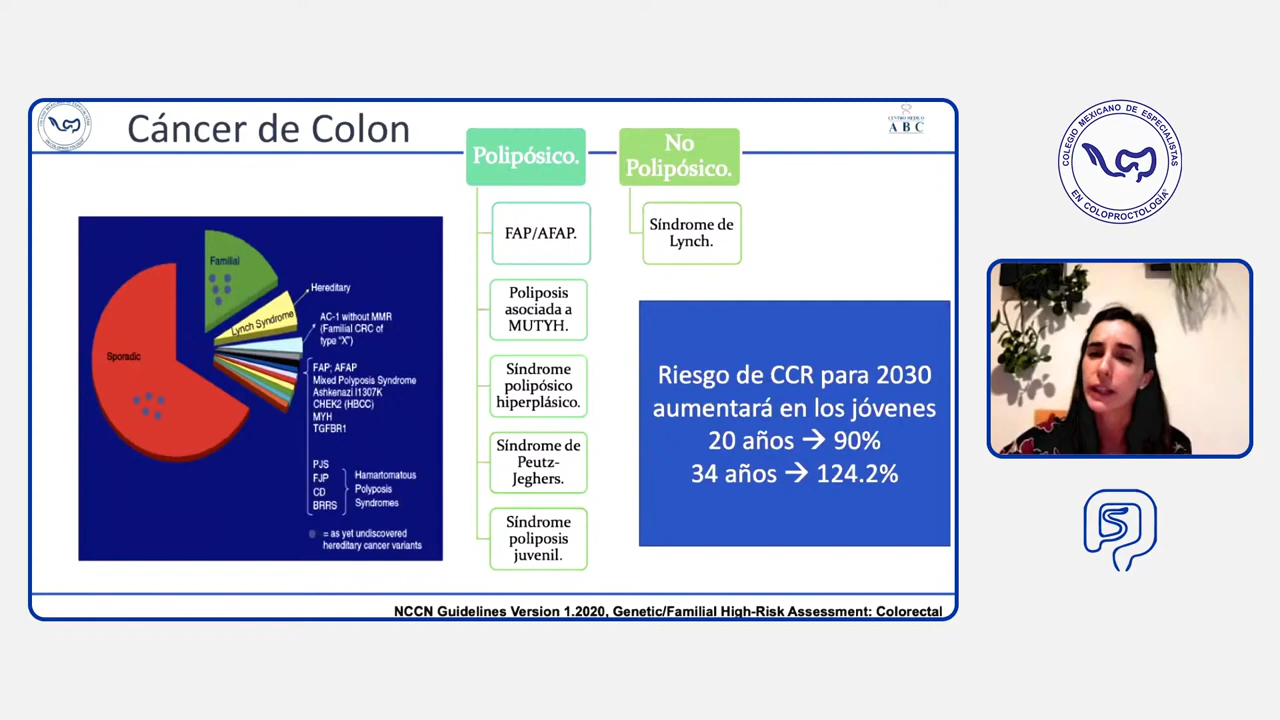 Cáncer de Colon
CENTRO MEDICO
ABC
Polipósico.
No
Polipósico.
FAP/AFAP.
Poliposis
asociada a
MUTYH.
Síndrome
polipósico
hiperplásico.
Síndrome de
Peutz-
Jeghers.
Síndrome
poliposis
juvenil.
Síndrome de
Lynch.
Familial
Hereditary
Lynch Syndrome
AC-1 without MMR
(Familial CRC of
type "X")
Sporadic
FAP; AFAP
Mixed Polyposis Syndrome
Ashkenazi I1307K
CHEK2 (HBCC)
MYH
TGFBR1
PJS
FJP
CD
BRRS
Hamartomatous
Polyposis
Syndromes
= as yet undiscovered
hereditary cancer variants
Riesgo de CCR para 2030
aumentará en los jóvenes
20 años → 90%
34 años → 124.2%
NCCN Guidelines Version 1.2020, Genetic/Familial High-Risk Assessment: Colorectal
COLEGIO MEXICANO DE ESPECIALISTAS
EN COLOPROCTOLOGÍA